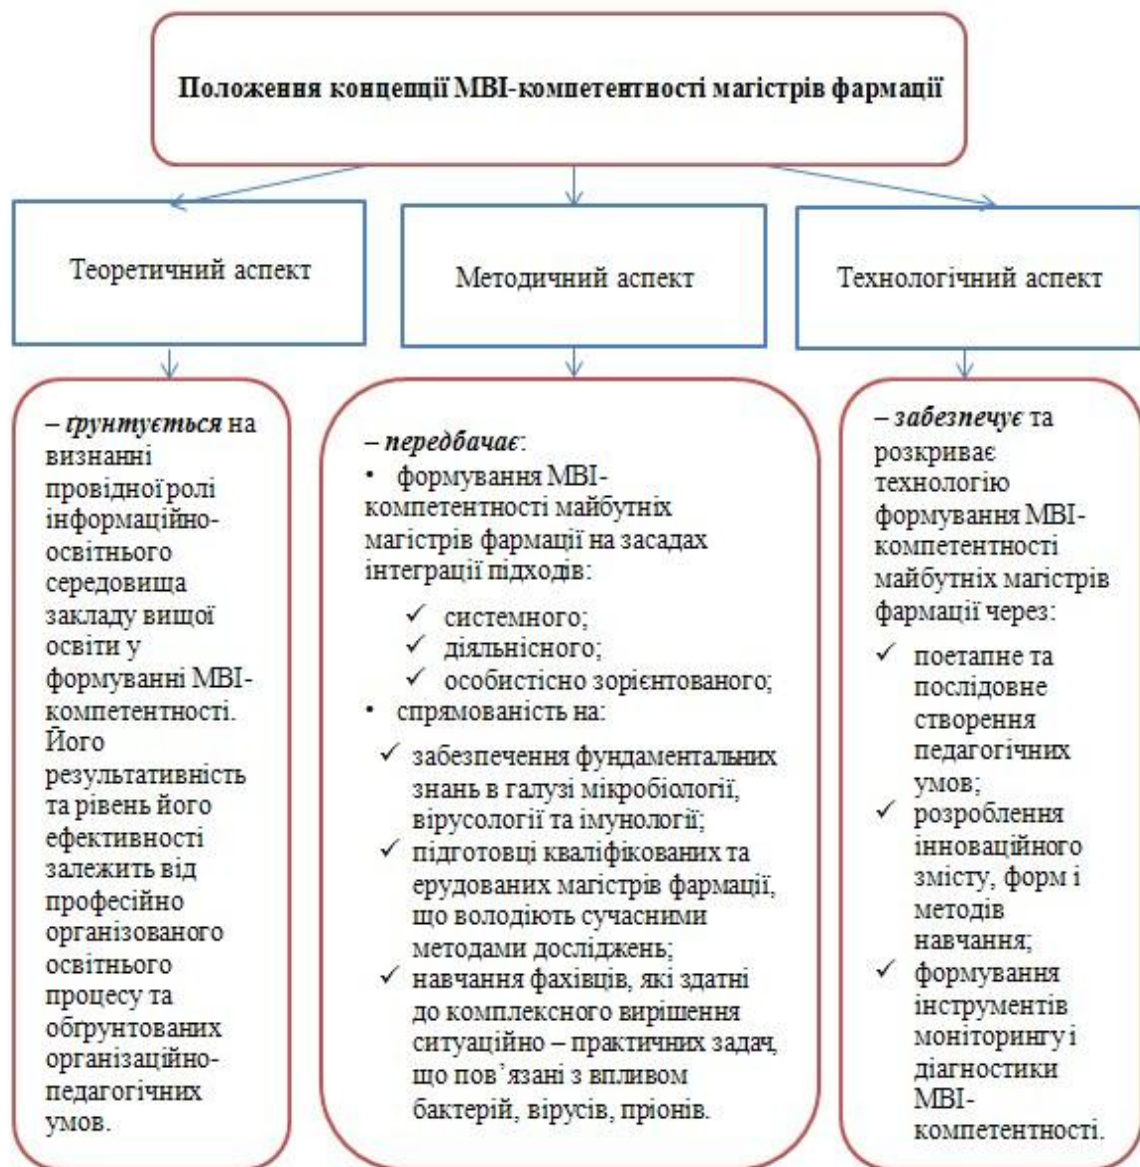 Положення концепції МВІ-компетентності магістрів фармації
Теоретичний аспект
Методичний аспект
Технологічний аспект
– ґрунтується на
визнанні
провідної ролі
інформаційно-
освітнього
середовища
закладу вищої
освіти у
формуванні МВІ-
компетентності.
Його
результативність
та рівень його
ефективності
залежить від
професійно
організованого
освітнього
процесу та
обґрунтованих
організаційно-
педагогічних
умов.
– передбачає:
• формування МВІ-
компетентності майбутніх
магістрів фармації на засадах
інтеграції підходів:
✓ системного;
✓ діяльнісного;
✓ особистісно зорієнтованого;
• спрямованість на:
✓ забезпечення фундаментальних
знань в галузі мікробіології,
вірусології та імунології;
✓ підготовці кваліфікованих та
ерудованих магістрів фармації,
що володіють сучасними
методами досліджень;
✓ навчання фахівців, які здатні
до комплексного вирішення
ситуаційно – практичних задач,
що пов’язані з впливом
бактерій, вірусів, пріонів.
– забезпечує та
розкриває
технологію
формування МВІ-
компетентності
майбутніх магістрів
фармації через:
✓ поетапне та
послідовне
створення
педагогічних
умов;
✓ розроблення
інноваційного
змісту, форм і
методів
навчання;
✓ формування
інструментів
моніторингу і
діагностики
МВІ-
компетентності.